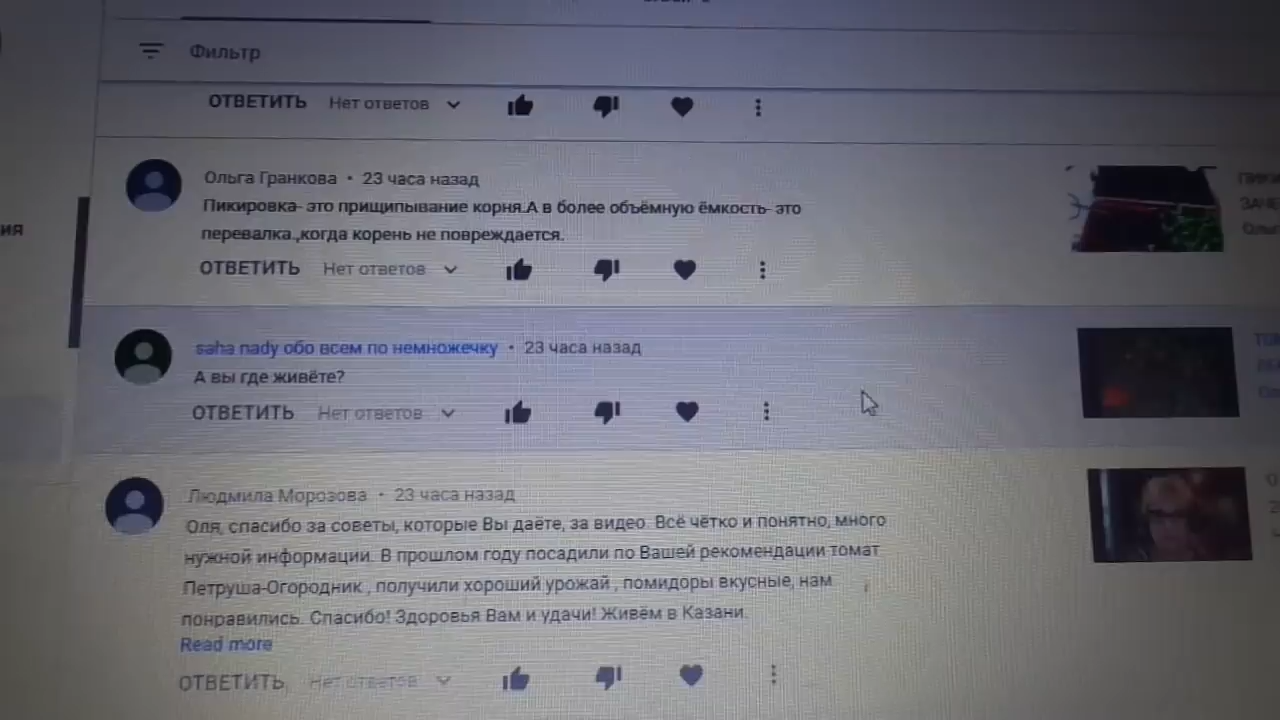 Фильтр
ОТВЕТИТЬ Нет ответов
Ольга Гранкова • 23 часа назад
Пикировка- это прищипывание корня.А в более объёмную ёмкость- это
перевалка.,когда корень не повреждается.
ОТВЕТИТЬ Нет ответов
saha nady обо всем по немножечку • 23 часа назад
А вы где живёте?
ОТВЕТИТЬ Нет ответов
Людмила Морозова • 23 часа назад
Оля, спасибо за советы, которые Вы даёте, за видео. Всё чётко и понятно, много
нужной информации. В прошлом году посадили по Вашей рекомендации томат
Петруша-Огородник , получили хороший урожай , помидоры вкусные, нам
понравились. Спасибо! Здоровья Вам и удачи! Живём в Казани.
Read more
ОТВЕТИТЬ Нет ответов